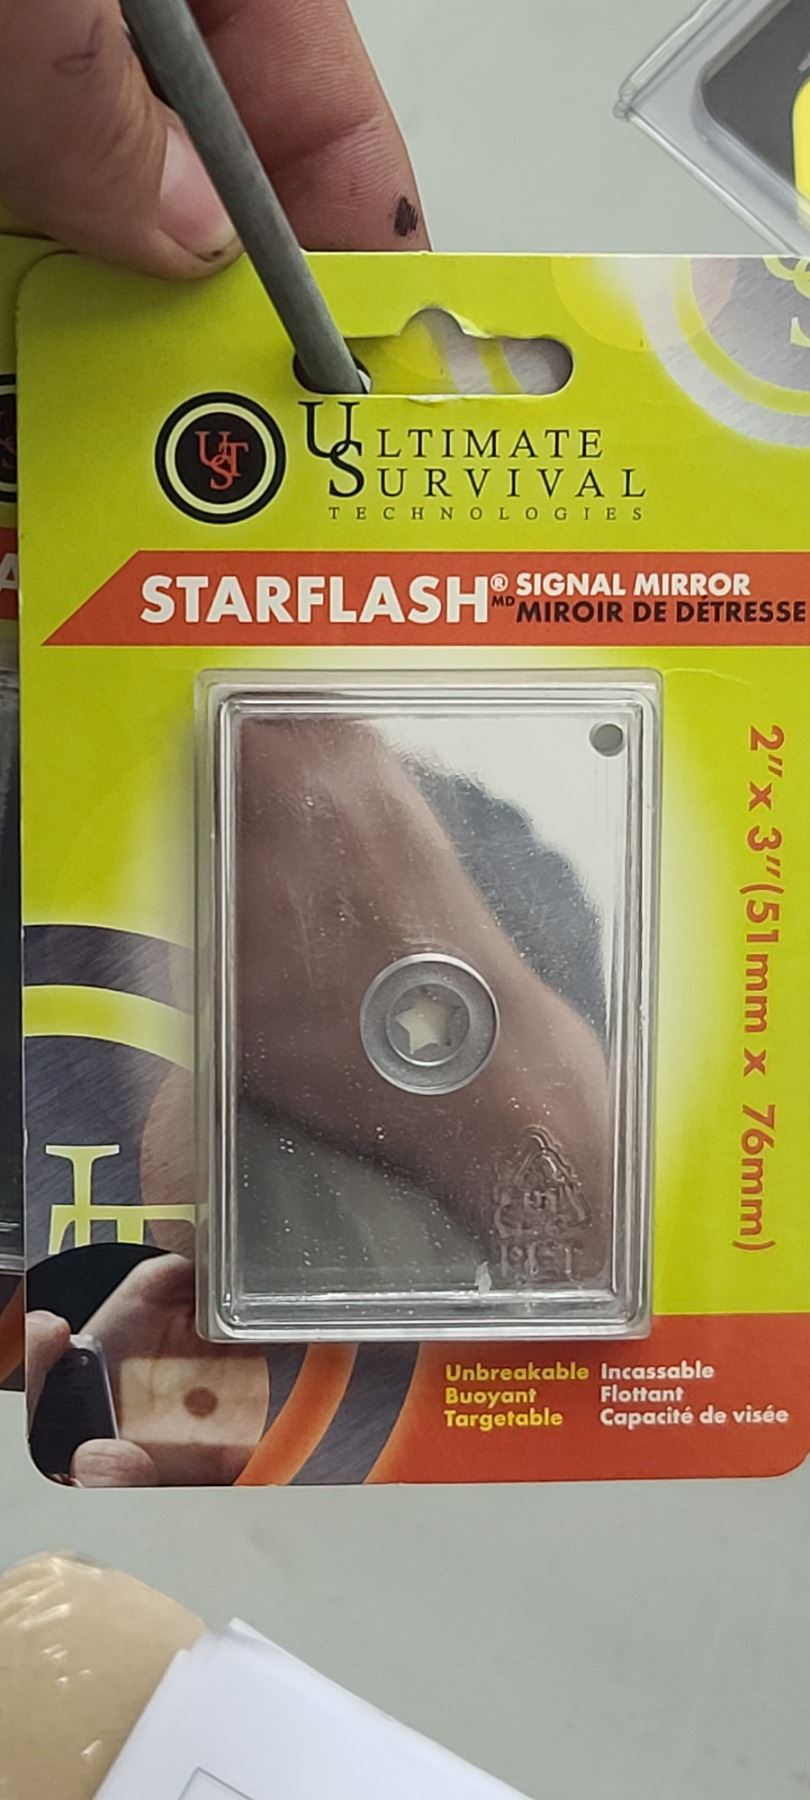 UST
ULTIMATE
SURVIVAL
TECHNOLOGIES
STARFLASH® SIGNAL MIRROR
MD MIROIR DE DÉTRESSE
2" x 3" (51mm x 76mm)
Unbreakable Incassable
Buoyant Flottant
Targetable Capacité de visée